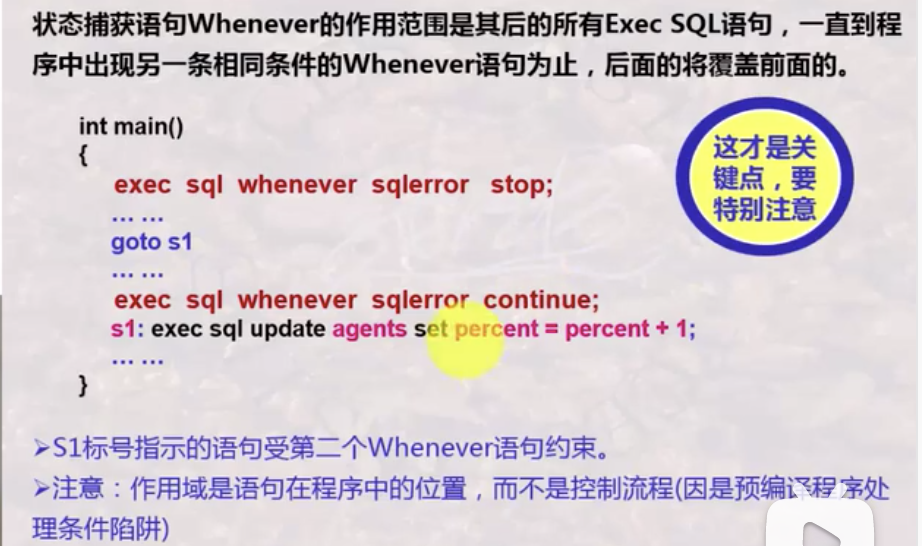 状态捕获语句Whenever的作用范围是其后的所有Exec SQL语句，一直到程
序中出现另一条相同条件的Whenever语句为止，后面的将覆盖前面的。
int main()
{
exec sql whenever sqlerror stop;
... ...
goto s1
... ...
exec sql whenever sqlerror continue;
s1: exec sql update agents set percent = percent + 1;
... ...
}
这才是关
键点，要
特别注意
➢S1标号指示的语句受第二个Whenever语句约束。
➢注意：作用域是语句在程序中的位置，而不是控制流程(因是预编译程序处
理条件陷阱)